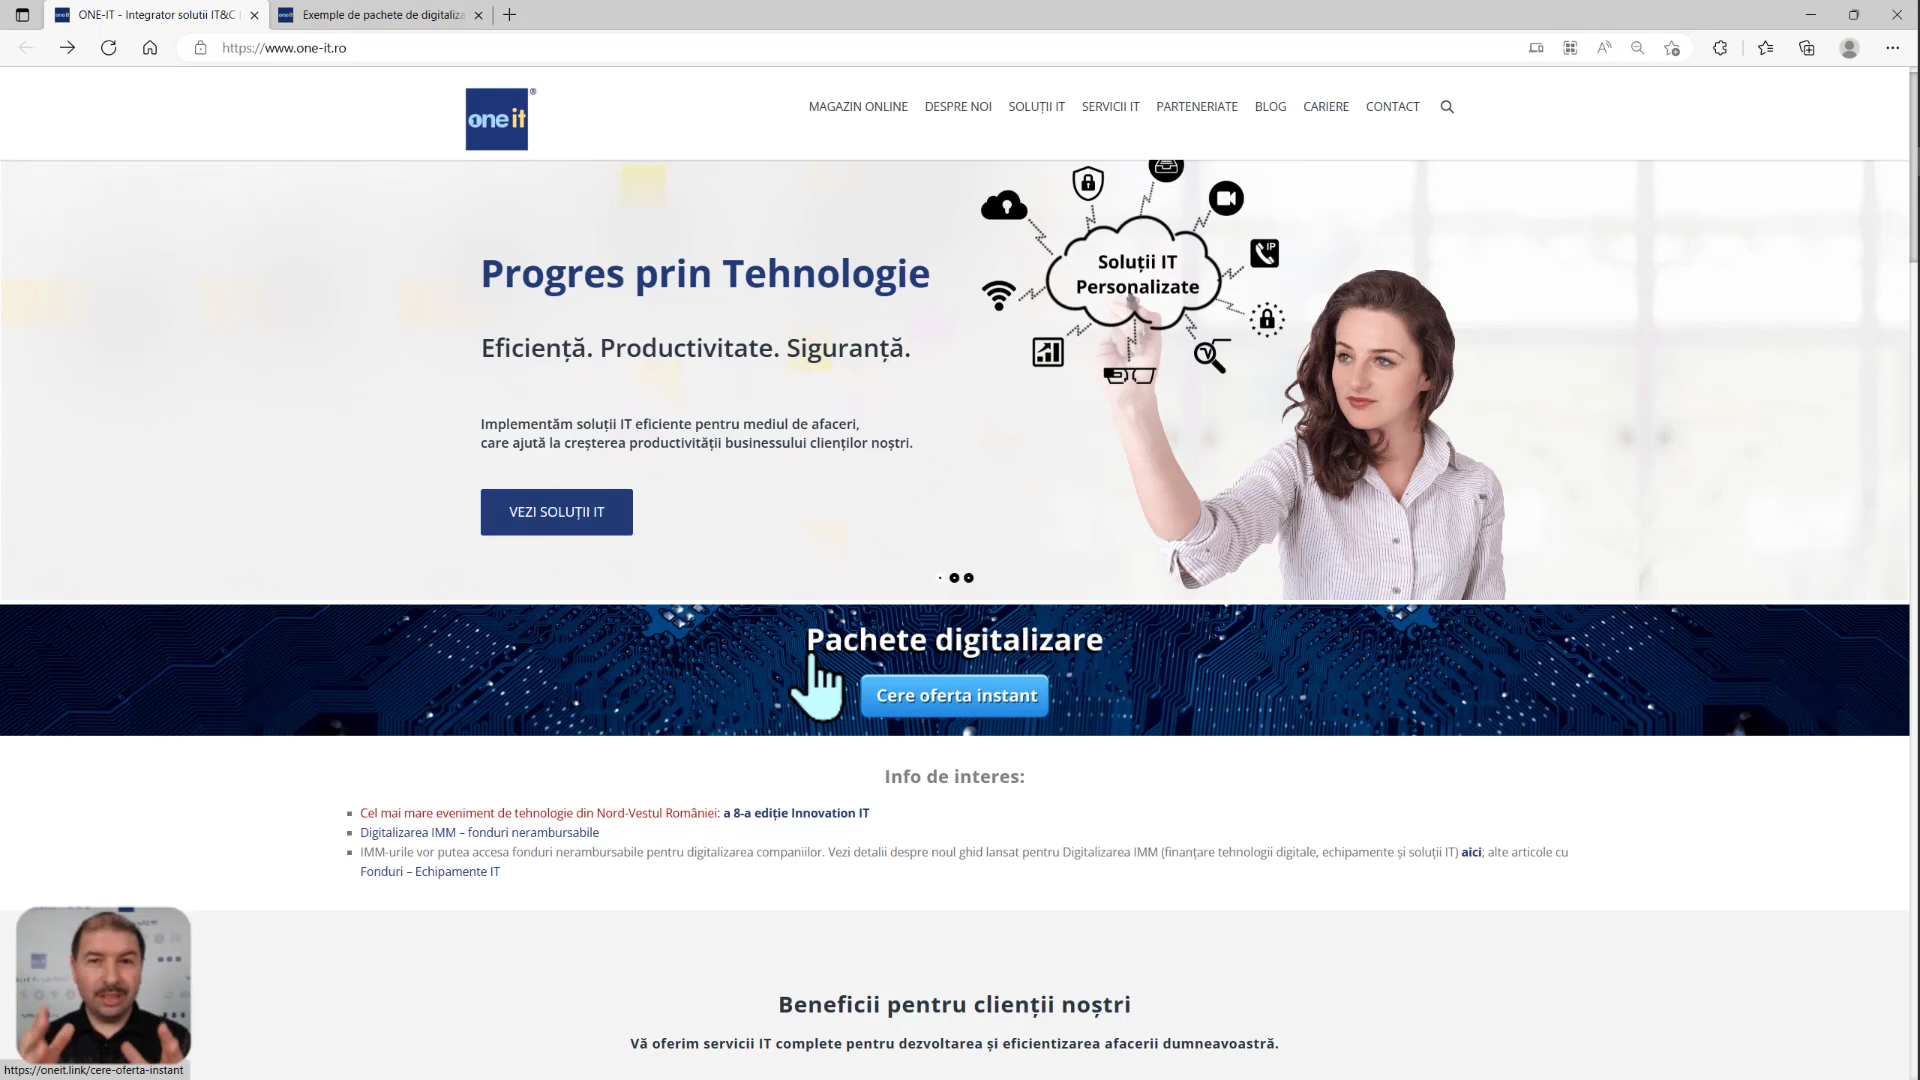 ONE-IT - Integrator solutii IT&C
Exemple de pachete de digitaliza
https://www.one-it.ro
one it
®
MAGAZIN ONLINE
DESPRE NOI
SOLUȚII IT
SERVICII IT
PARTENERIATE
BLOG
CARIERE
CONTACT
Progres prin Tehnologie
Eficiență. Productivitate. Siguranță.
Implementăm soluții IT eficiente pentru mediul de afaceri,
care ajută la creșterea productivității businessului clienților noștri.
VEZI SOLUȚII IT
Soluții IT
Personalizate
IP
Pachete digitalizare
Cere oferta instant
Info de interes:
Cel mai mare eveniment de tehnologie din Nord-Vestul României: a 8-a ediție Innovation IT
Digitalizarea IMM – fonduri nerambursabile
IMM-urile vor putea accesa fonduri nerambursabile pentru digitalizarea companiilor. Vezi detalii despre noul ghid lansat pentru Digitalizarea IMM (finanțare tehnologii digitale, echipamente și soluții IT) aici; alte articole cu
Fonduri – Echipamente IT
Beneficii pentru clienții noștri
Vă oferim servicii IT complete pentru dezvoltarea și eficientizarea afacerii dumneavoastră.
https://oneit.link/cere-oferta-instant